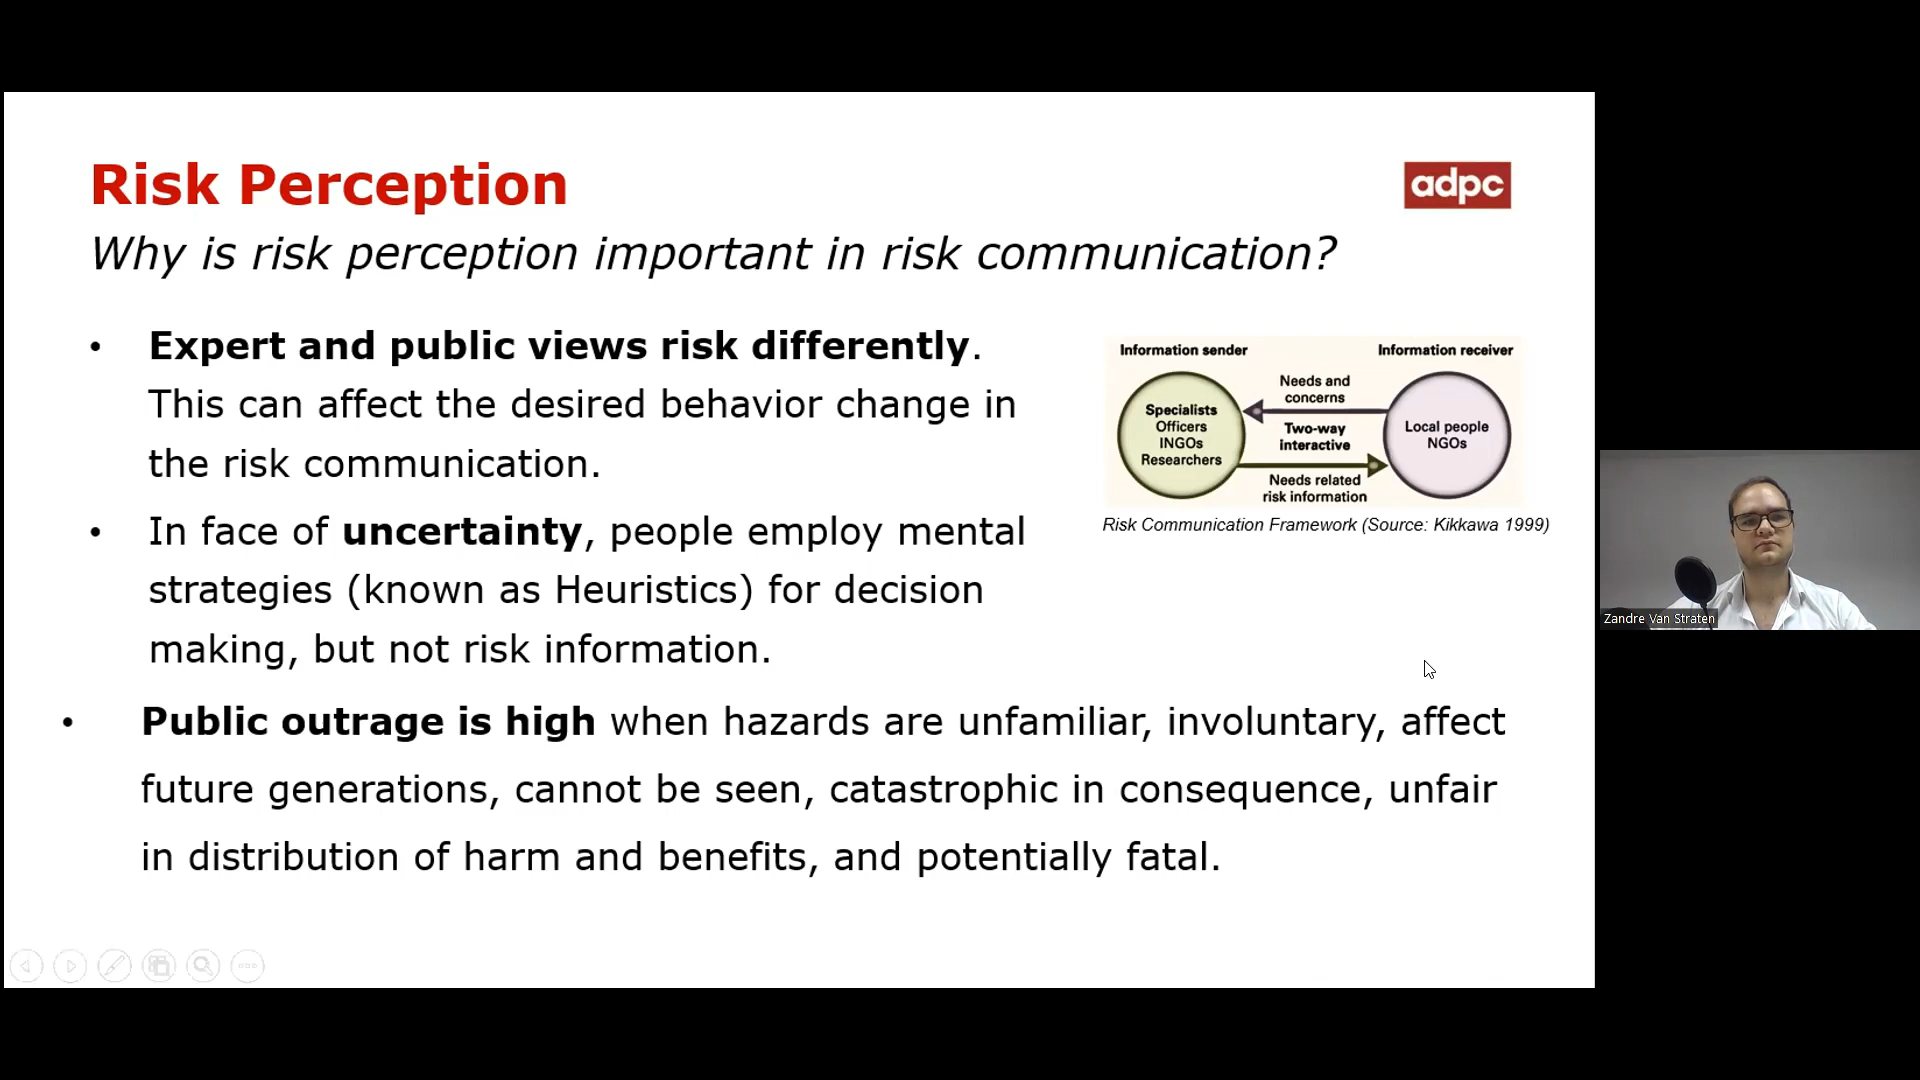 Risk Perception
adpc
Why is risk perception important in risk communication?
• Expert and public views risk differently.
This can affect the desired behavior change in
the risk communication.
• In face of uncertainty, people employ mental
strategies (known as Heuristics) for decision
making, but not risk information.
• Public outrage is high when hazards are unfamiliar, involuntary, affect
future generations, cannot be seen, catastrophic in consequence, unfair
in distribution of harm and benefits, and potentially fatal.
Information sender
Information receiver
Specialists
Officers
INGOs
Researchers
Needs and
concerns
Two-way
interactive
Needs related
risk information
Local people
NGOs
Risk Communication Framework (Source: Kikkawa 1999)
Zandre Van Straten